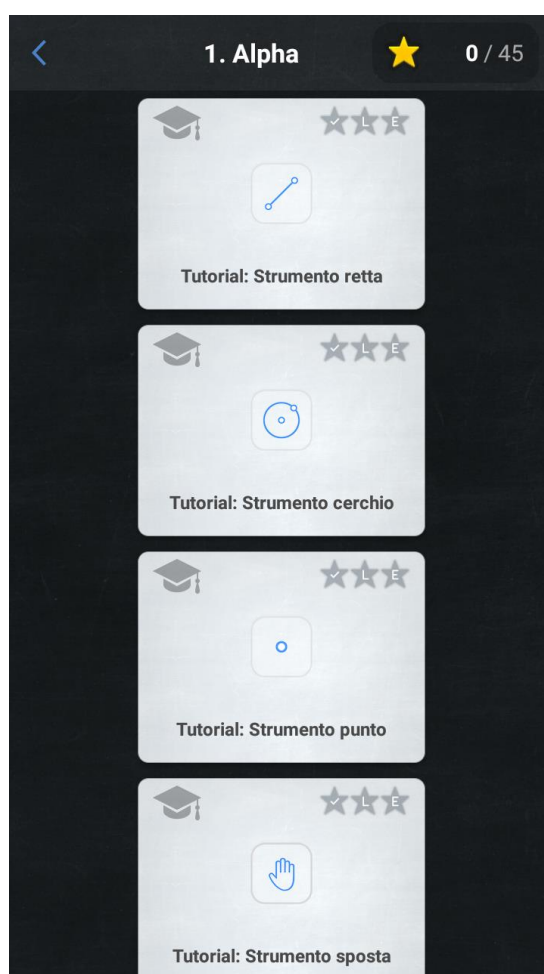 1. Alpha
0 / 45
L E
Tutorial: Strumento retta
L E
Tutorial: Strumento cerchio
L E
Tutorial: Strumento punto
L E
Tutorial: Strumento sposta